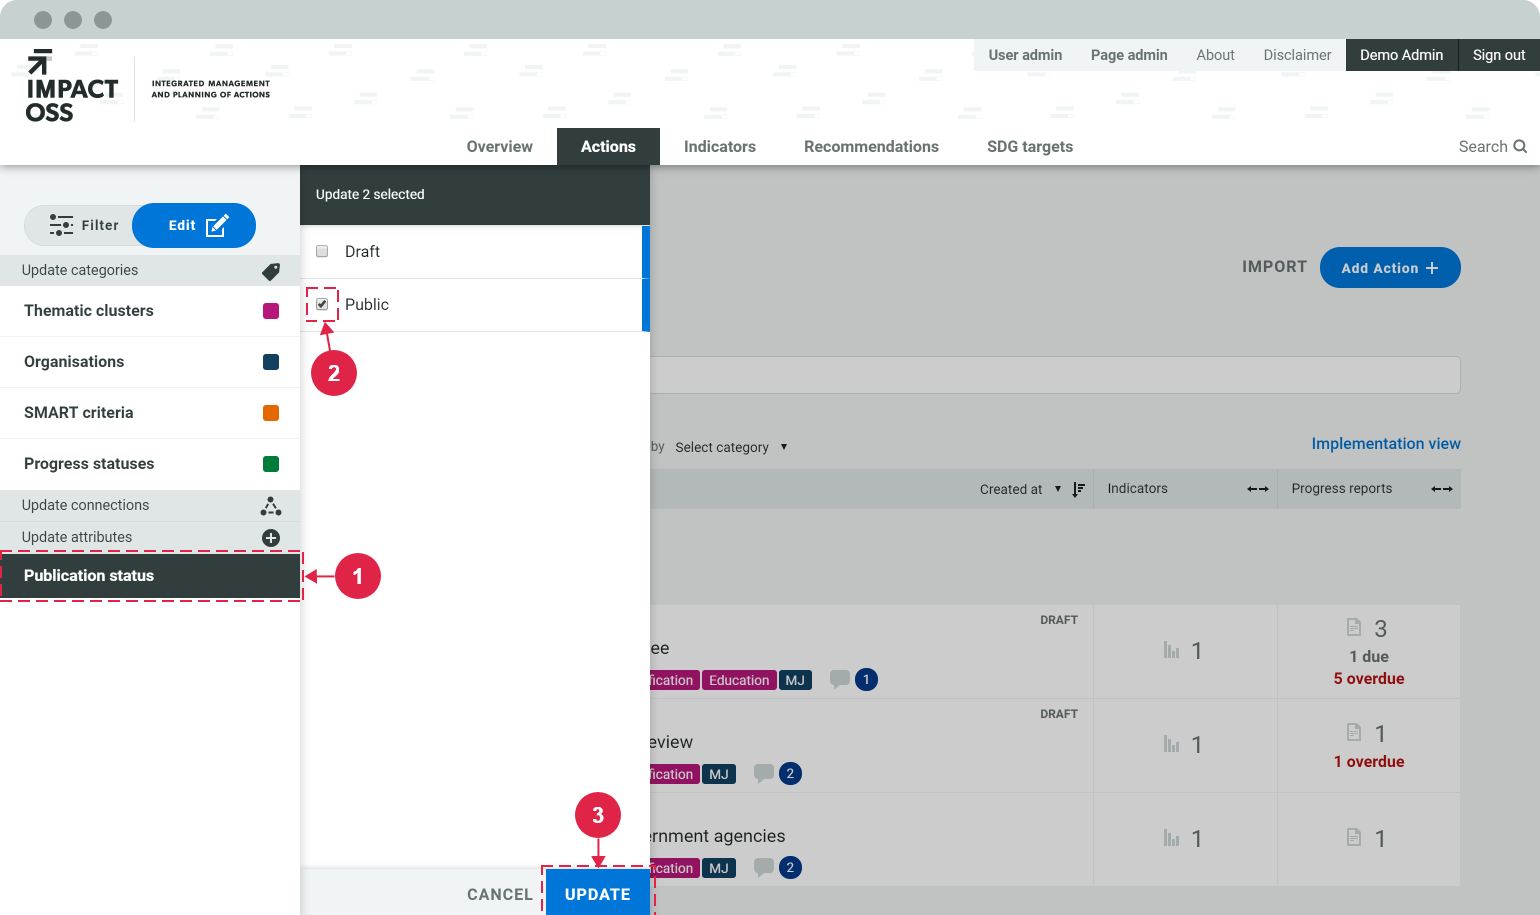 User admin
Page admin
About
Disclaimer
Demo Admin
Sign out
IMPACT
OSS
INTEGRATED MANAGEMENT
AND PLANNING OF ACTIONS
Overview
Actions
Indicators
Recommendations
SDG targets
Search
Filter
Edit
Update categories
Thematic clusters
Organisations
SMART criteria
Progress statuses
Update connections
Update attributes
Publication status
1
Update 2 selected
Draft
Public
2
3
CANCEL
UPDATE
IMPORT
Add Action
by
Select category
Implementation view
Created at
Indicators
Progress reports
DRAFT
ee
fication
Education
MJ
1
1
3
1 due
5 overdue
DRAFT
eview
fication
MJ
2
1
1
1 overdue
ernment agencies
ication
MJ
2
1
1